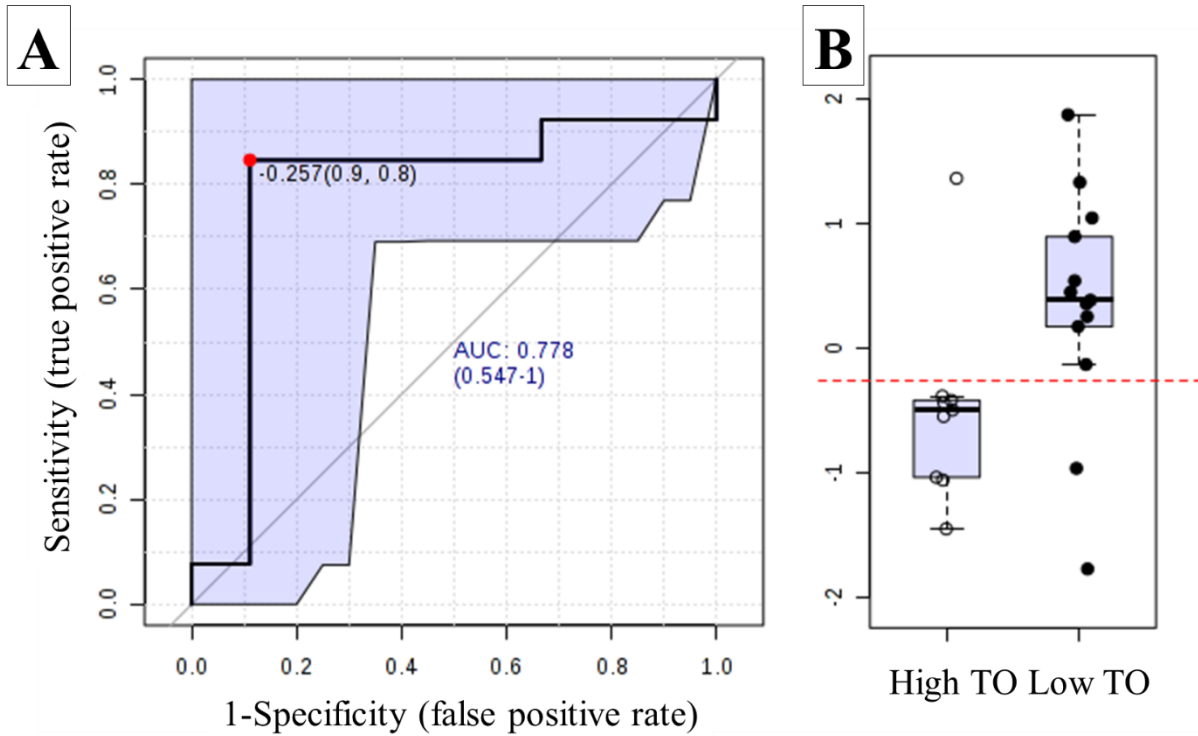 A
Sensitivity (true positive rate)
1.0
0.8
0.6
0.4
0.2
0.0
-0.257(0.9, 0.8)
AUC: 0.778
(0.547-1)
0.0 0.2 0.4 0.6 0.8 1.0
1-Specificity (false positive rate)
B
2
1
0
-1
-2
High TO Low TO